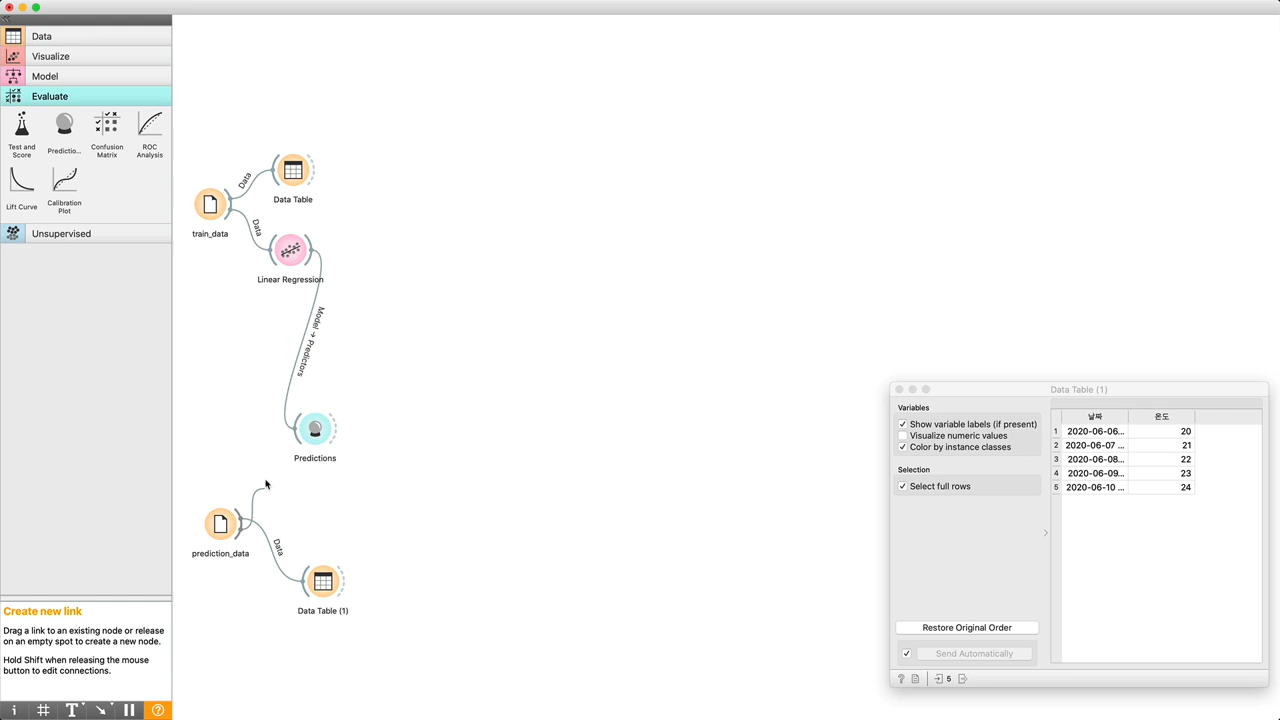 Data
Visualize
Model
Evaluate
Test and Score
Predictio...
Confusion Matrix
ROC Analysis
Lift Curve
Calibration Plot
Unsupervised
Create new link
Drag a link to an existing node or release
on an empty spot to create a new node.
Hold Shift when releasing the mouse
button to edit connections.
Data
Data Table
train_data
Data
Linear Regression
Model → Predictors
Predictions
prediction_data
Data
Data Table (1)
Data Table (1)
Variables
Show variable labels (if present)
Visualize numeric values
Color by instance classes
Selection
Select full rows
Restore Original Order
Send Automatically
날짜 온도
1 2020-06-06... 20
2 2020-06-07 ... 21
3 2020-06-08... 22
4 2020-06-09... 23
5 2020-06-10 ... 24
5